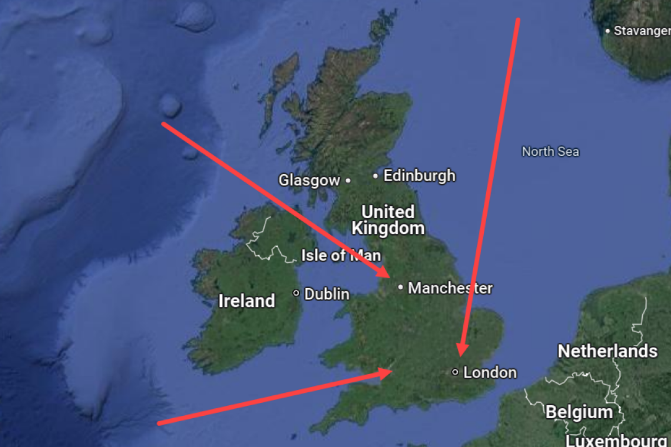 Stavanger
North Sea
Glasgow
Edinburgh
United
Kingdom
Isle of Man
Ireland
Dublin
Manchester
Netherlands
London
Belgium
Luxembourg